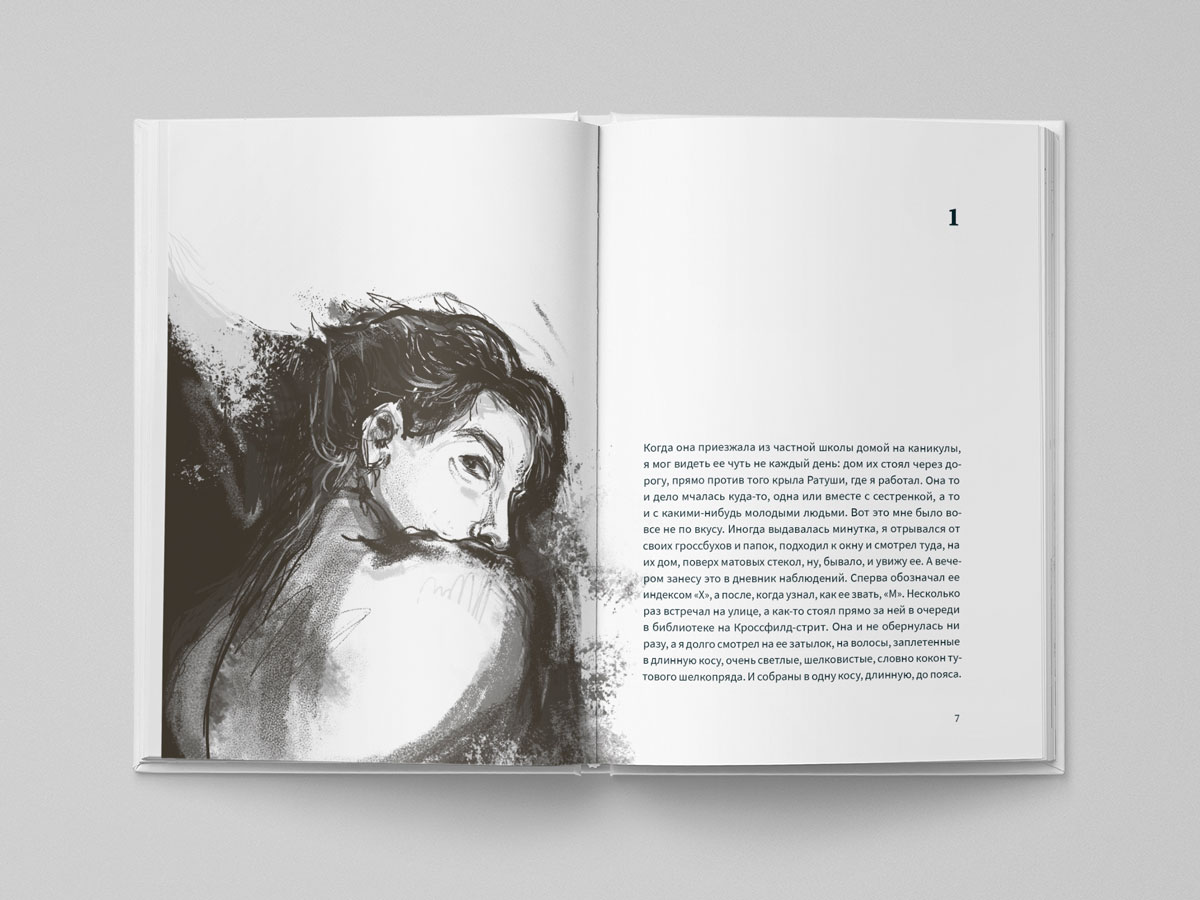 1
Когда она приезжала из частной школы домой на каникулы,
я мог видеть ее чуть не каждый день: дом их стоял через до-
рогу, прямо против того крыла Ратуши, где я работал. Она то
и дело мчалась куда-то, одна или вместе с сестренкой, а то
и с какими-нибудь молодыми людьми. Вот это мне было во-
все не по вкусу. Иногда выдавалась минутка, я отрывался от
своих гроссбухов и папок, подходил к окну и смотрел туда, на
их дом, поверх матовых стекол, ну, бывало, и увижу ее. А вече-
ром занесу это в дневник наблюдений. Сперва обозначал ее
индексом «X», а после, когда узнал, как ее звать, «М». Несколько
раз встречал на улице, а как-то стоял прямо за ней в очереди
в библиотеке на Кроссфилд-стрит. Она и не обернулась ни
разу, а я долго смотрел на ее затылок, на волосы, заплетенные
в длинную косу, очень светлые, шелковистые, словно кокон ту-
тового шелкопряда. И собраны в одну косу, длинную, до пояса.
7